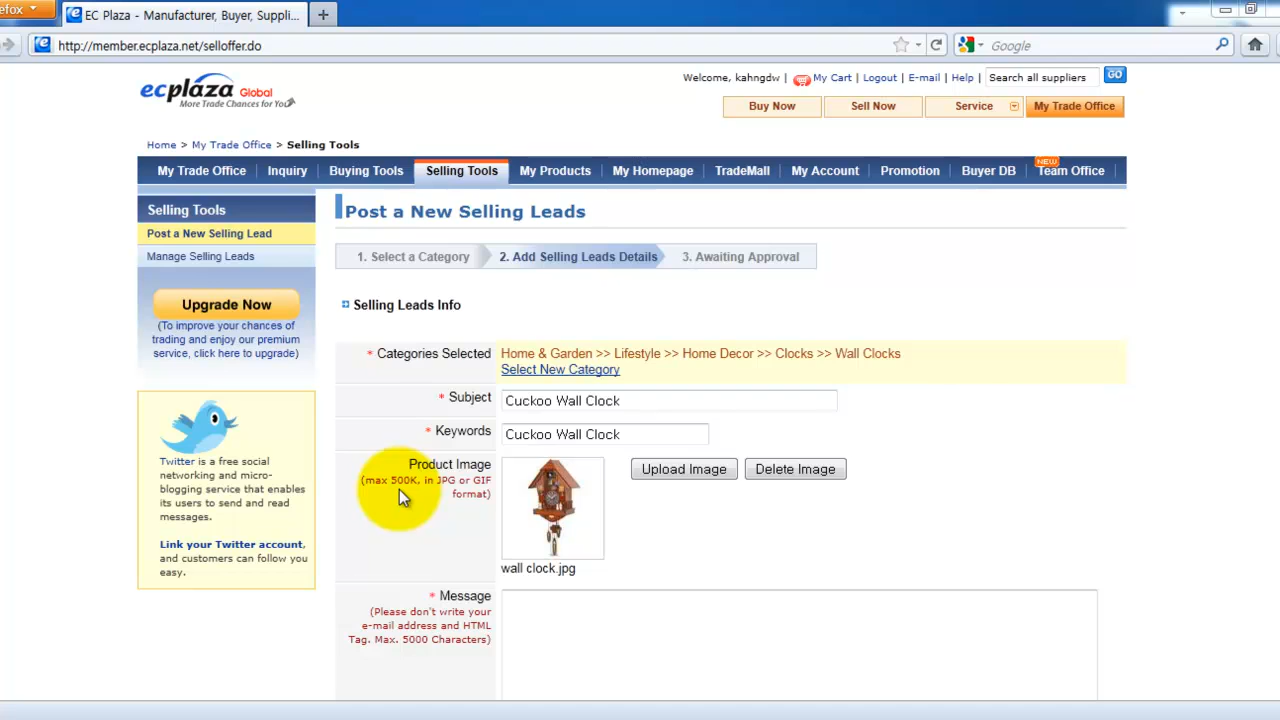 efox
EC Plaza - Manufacturer, Buyer, Suppli...
http://member.ecplaza.net/selloffer.do
Google
ecplaza Global
More Trade Chances for You
Welcome, kahngdw | My Cart | Logout | E-mail | Help | Search all suppliers GO
Buy Now Sell Now Service My Trade Office
Home > My Trade Office > Selling Tools
NEW
My Trade Office Inquiry Buying Tools Selling Tools My Products My Homepage TradeMall My Account Promotion Buyer DB Team Office
Selling Tools
Post a New Selling Lead
Manage Selling Leads
Upgrade Now
(To improve your chances of
trading and enjoy our premium
service, click here to upgrade)
Twitter is a free social
networking and micro-
blogging service that enables
its users to send and read
messages.
Link your Twitter account,
and customers can follow you
easy.
Post a New Selling Leads
1. Select a Category 2. Add Selling Leads Details 3. Awaiting Approval
Selling Leads Info
* Categories Selected Home & Garden >> Lifestyle >> Home Decor >> Clocks >> Wall Clocks
Select New Category
* Subject Cuckoo Wall Clock
* Keywords Cuckoo Wall Clock
Product Image
(max 500K, in JPG or GIF
format)
Upload Image Delete Image
wall clock.jpg
* Message
(Please don't write your
e-mail address and HTML
Tag. Max. 5000 Characters)